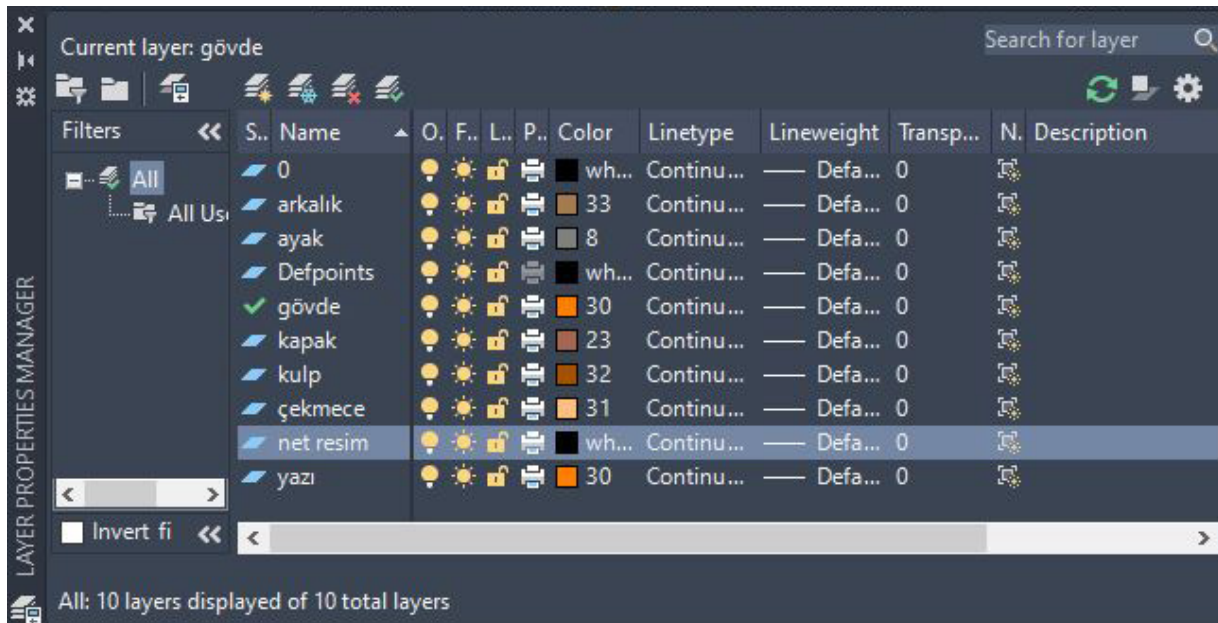 Current layer: gövde
Search for layer
Filters
S.. Name O. F.. L.. P.. Color Linetype Lineweight Transp... N. Description
All
All Us
0 wh... Continu... Defa... 0
arkalık 33 Continu... Defa... 0
ayak 8 Continu... Defa... 0
Defpoints wh... Continu... Defa... 0
gövde 30 Continu... Defa... 0
kapak 23 Continu... Defa... 0
kulp 32 Continu... Defa... 0
çekmece 31 Continu... Defa... 0
net resim wh... Continu... Defa... 0
yazı 30 Continu... Defa... 0
Invert fi
All: 10 layers displayed of 10 total layers
LAYER PROPERTIES MANAGER